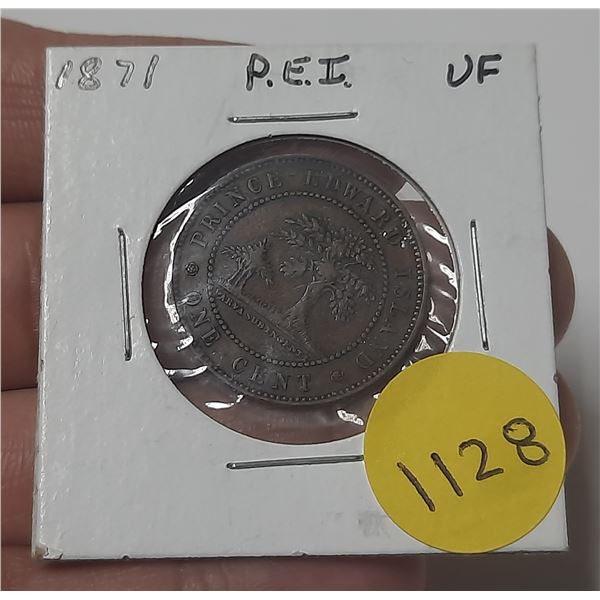 1871 P.E.I. VF
PRINCE EDWARD ISLAND
PARVA SUB INGENTI
ONE CENT
1128